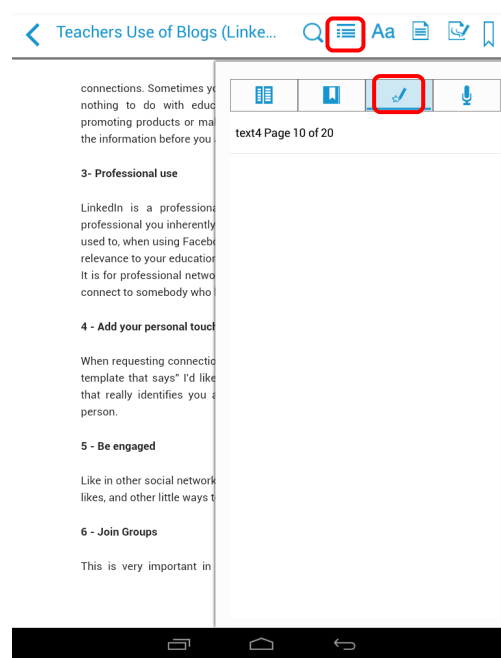 Teachers Use of Blogs (Linke...
Aa
connections. Sometimes
nothing to do with educ
promoting products or
the information before you
3- Professional use
LinkedIn is a professiona
professional you inherently
used to, when using Facebo
relevance to your education
It is for professional netwo
connect to somebody who
4 - Add your personal touch
When requesting connectio
template that says" I'd like
that really identifies you
person.
5 - Be engaged
Like in other social network
likes, and other little ways
6 - Join Groups
This is very important in
text4 Page 10 of 20